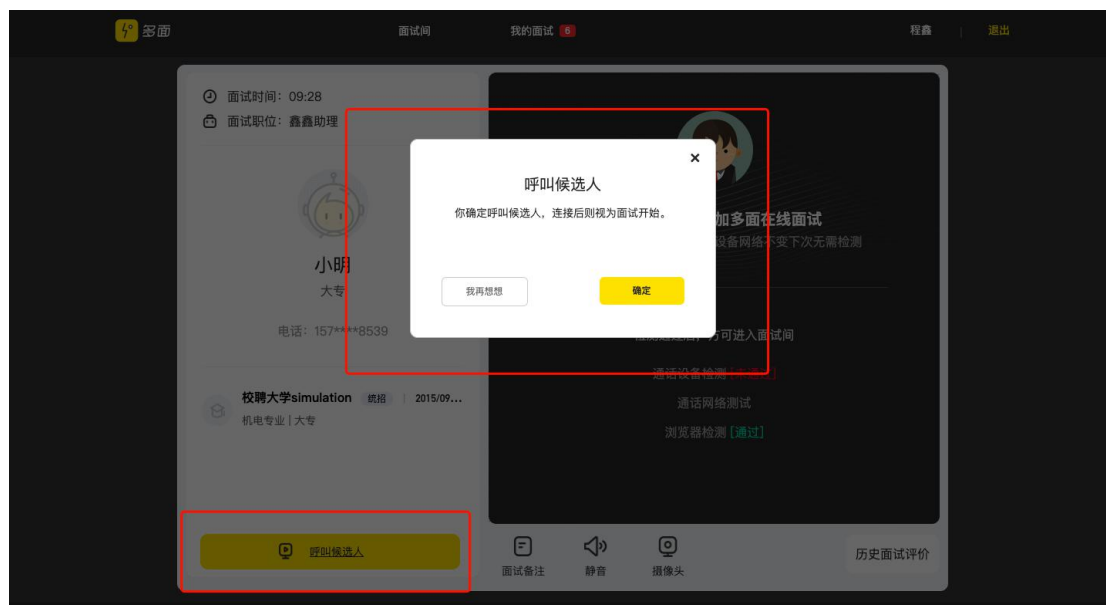 多面
面试间
我的面试 6
程鑫
退出
面试时间：09:28
面试职位：鑫鑫助理
小明
大专
电话：157****8539
校聘大学simulation 统招 2015/09...
机电专业 | 大专
呼叫候选人
×
呼叫候选人
你确定呼叫候选人，连接后则视为面试开始。
我再想想
确定
加多面在线面试
设备网络不变下次无需检测
方可进入面试间
通话设备检测 [未通过]
通话网络测试
浏览器检测 [通过]
面试备注
静音
摄像头
历史面试评价